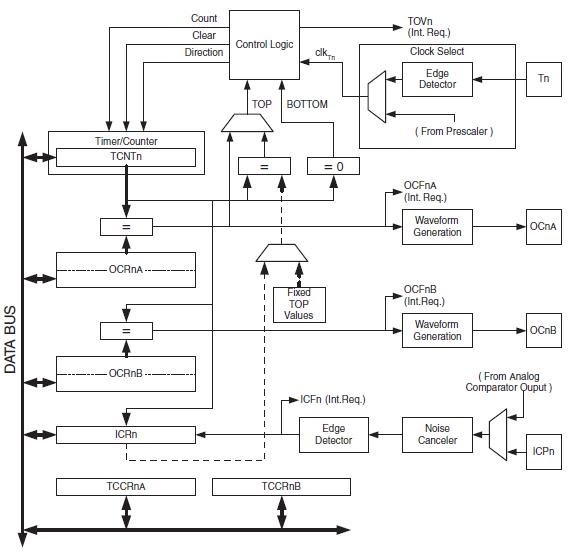 Count
Clear
Direction
Control Logic
TOVn
(Int. Req.)
clkTn
Clock Select
Edge
Detector
Tn
( From Prescaler )
TOP
BOTTOM
Timer/Counter
TCNTn
=
= 0
=
OCFnA
(Int. Req.)
Waveform
Generation
OCnA
OCRnA
Fixed
TOP
Values
OCFnB
(Int.Req.)
Waveform
Generation
OCnB
=
OCRnB
DATA BUS
( From Analog
Comparator Ouput )
ICFn (Int.Req.)
Edge
Detector
Noise
Canceler
ICPn
ICRn
TCCRnA
TCCRnB